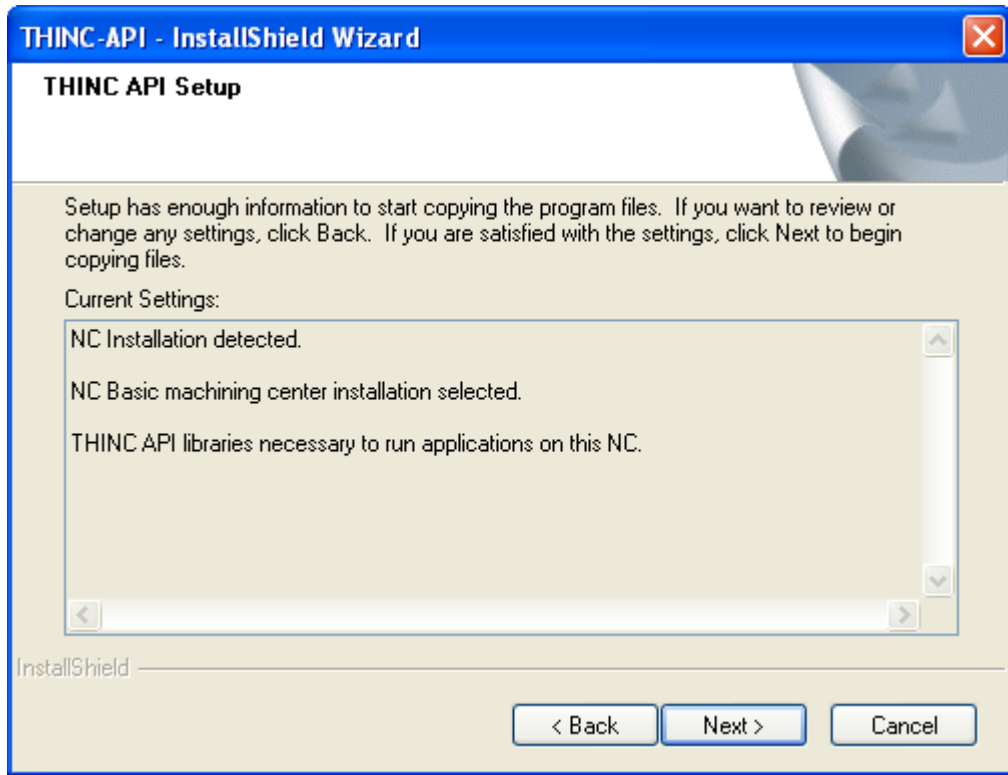 THINC-API - InstallShield Wizard
THINC API Setup
Setup has enough information to start copying the program files.  If you want to review or
change any settings, click Back.  If you are satisfied with the settings, click Next to begin
copying files.
Current Settings:
NC Installation detected.
NC Basic machining center installation selected.
THINC API libraries necessary to run applications on this NC.
InstallShield
< Back
Next >
Cancel